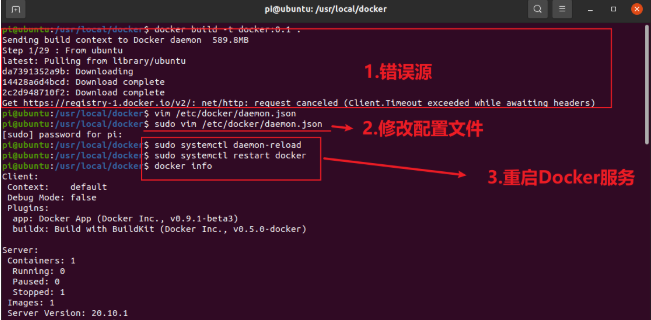 pi@ubuntu: /usr/local/docker
pi@ubuntu:/usr/local/docker$ docker build -t docker:0.1 .
Sending build context to Docker daemon  589.8MB
Step 1/29 : From ubuntu
latest: Pulling from library/ubuntu
da7391352a9b: Downloading
14428a6d4bcd: Download complete
2c2d948710f2: Download complete
Get https://registry-1.docker.io/v2/: net/http: request canceled (Client.Timeout exceeded while awaiting headers)
1.错误源
pi@ubuntu:/usr/local/docker$ vim /etc/docker/daemon.json
pi@ubuntu:/usr/local/docker$ sudo vim /etc/docker/daemon.json
2.修改配置文件
[sudo] password for pi:
pi@ubuntu:/usr/local/docker$ sudo systemctl daemon-reload
pi@ubuntu:/usr/local/docker$ sudo systemctl restart docker
pi@ubuntu:/usr/local/docker$ docker info
3.重启Docker服务
Client:
 Context:    default
 Debug Mode: false
 Plugins:
  app: Docker App (Docker Inc., v0.9.1-beta3)
  buildx: Build with BuildKit (Docker Inc., v0.5.0-docker)
Server:
 Containers: 1
  Running: 0
  Paused: 0
  Stopped: 1
 Images: 1
 Server Version: 20.10.1